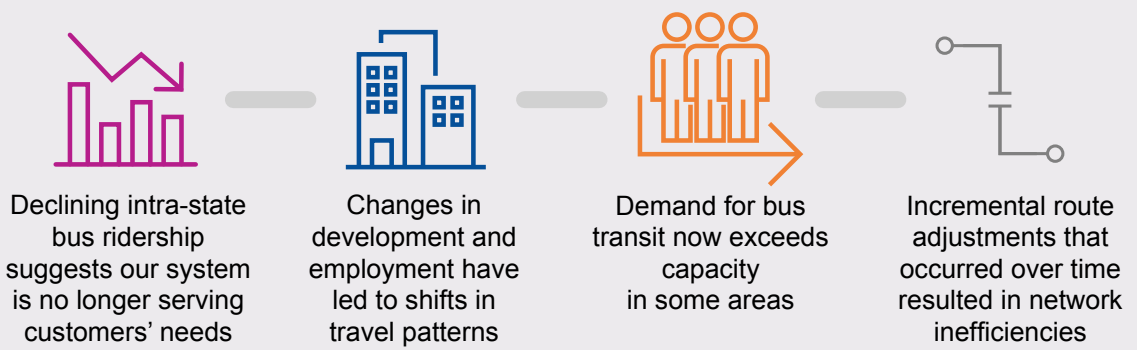 Declining intra-state
bus ridership
suggests our system
is no longer serving
customers’ needs
Changes in
development and
employment have
led to shifts in
travel patterns
Demand for bus
transit now exceeds
capacity
in some areas
Incremental route
adjustments that
occurred over time
resulted in network
inefficiencies